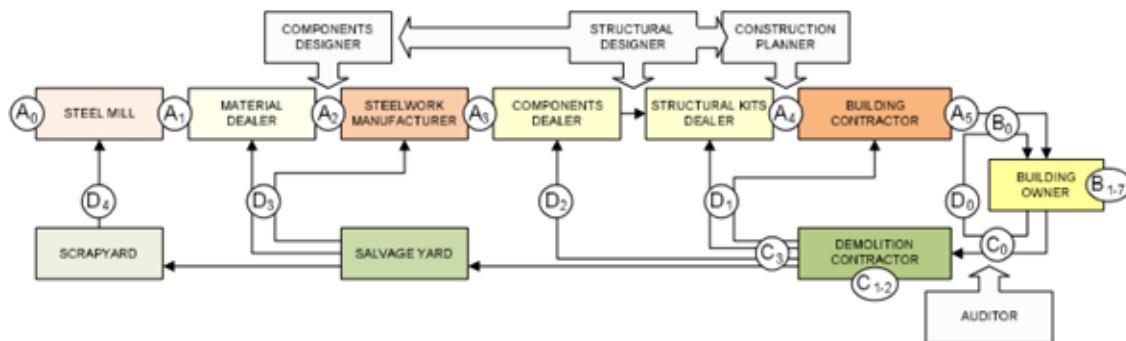 COMPONENTS
DESIGNER
STRUCTURAL
DESIGNER
CONSTRUCTION
PLANNER
A0
STEEL MILL
A1
MATERIAL
DEALER
A2
STEELWORK
MANUFACTURER
A3
COMPONENTS
DEALER
STRUCTURAL KITS
DEALER
A4
BUILDING
CONTRACTOR
A5
B0
BUILDING
OWNER
B1-7
D4
D3
D2
D1
D0
SCRAPYARD
SALVAGE YARD
C3
DEMOLITION
CONTRACTOR
C0
C1-2
AUDITOR